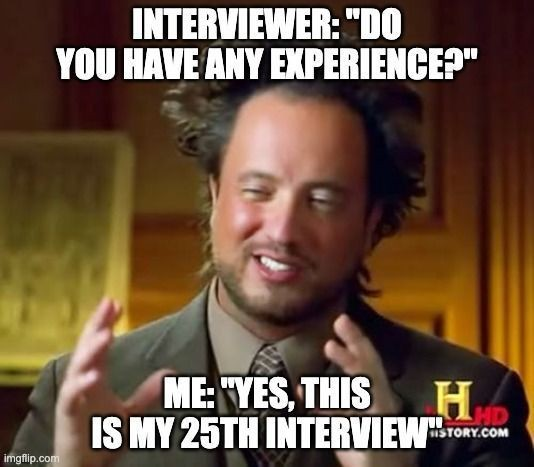 INTERVIEWER: "DO
YOU HAVE ANY EXPERIENCE?"
ME: "YES, THIS
IS MY 25TH INTERVIEW"
H HD
HISTORY.COM
imgflip.com